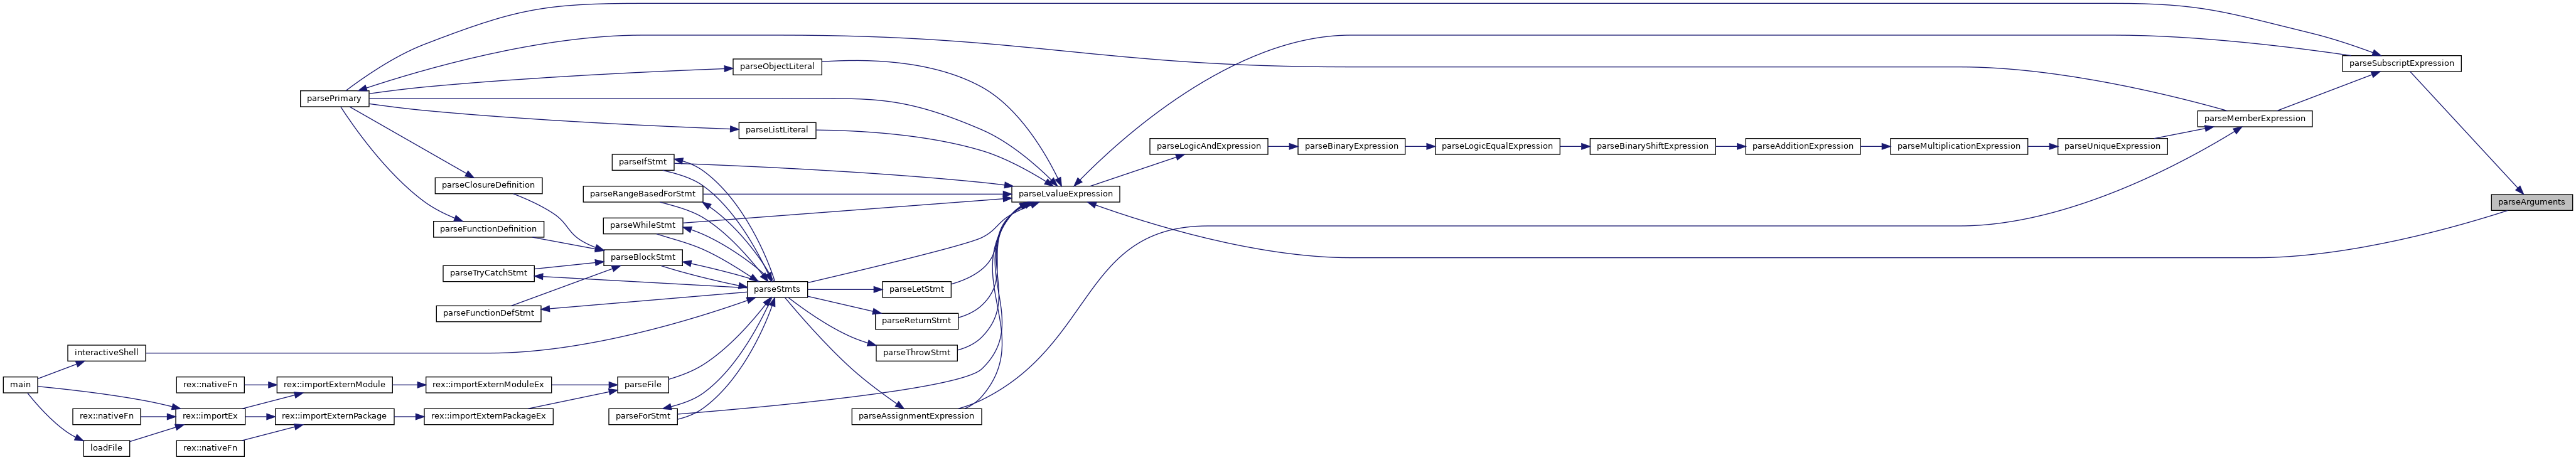 parseSubscriptExpression
parseObjectLiteral
parsePrimary
parseMemberExpression
parseListLiteral
parseLogicAndExpression
parseBinaryExpression
parseLogicEqualExpression
parseBinaryShiftExpression
parseAdditionExpression
parseMultiplicationExpression
parseUniqueExpression
parseIfStmt
parseClosureDefinition
parseRangeBasedForStmt
parseLvalueExpression
parseArguments
parseWhileStmt
parseFunctionDefinition
parseBlockStmt
parseTryCatchStmt
parseStmts
parseLetStmt
parseFunctionDefStmt
parseReturnStmt
interactiveShell
parseThrowStmt
main
rex::nativeFn
rex::importExternModule
rex::importExternModuleEx
parseFile
rex::nativeFn
rex::importEx
rex::importExternPackage
rex::importExternPackageEx
parseForStmt
parseAssignmentExpression
loadFile
rex::nativeFn